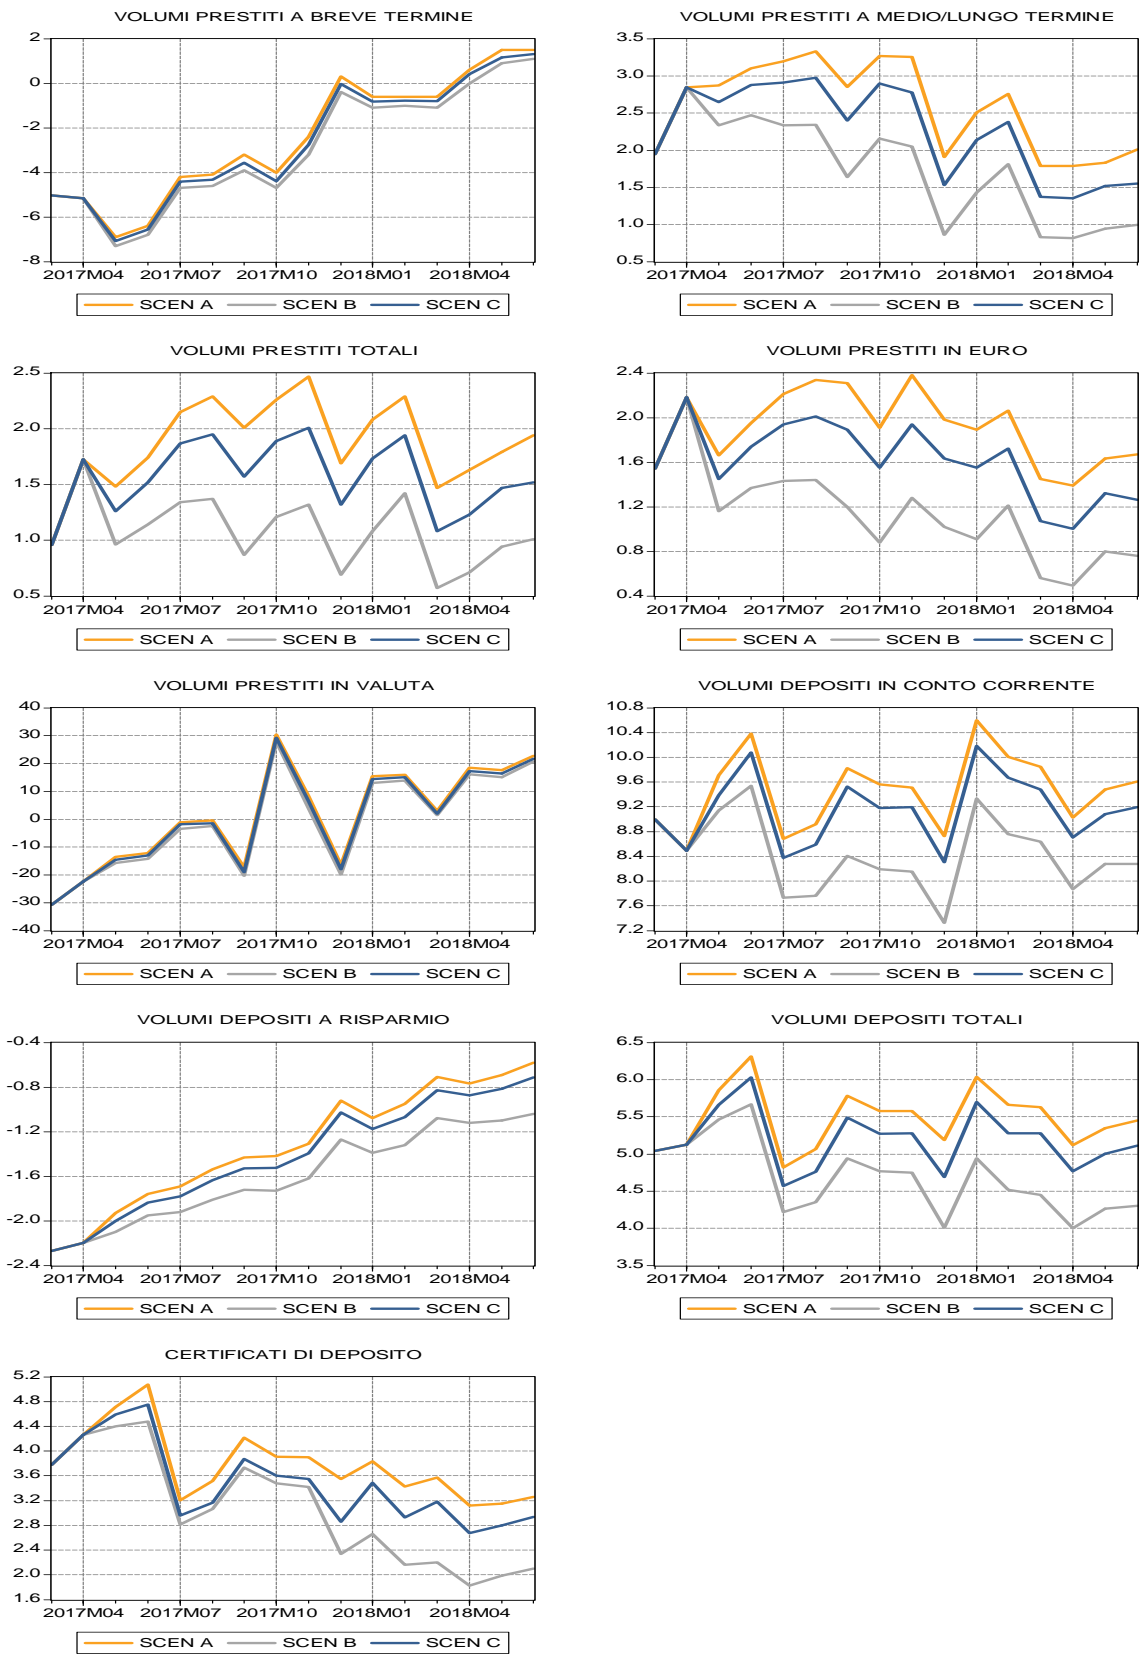 VOLUMI PRESTITI A BREVE TERMINE
2
0
-2
-4
-6
-8
2017M04 2017M07 2017M10 2018M01 2018M04
SCEN A SCEN B SCEN C
VOLUMI PRESTITI A MEDIO/LUNGO TERMINE
3.5
3.0
2.5
2.0
1.5
1.0
0.5
2017M04 2017M07 2017M10 2018M01 2018M04
SCEN A SCEN B SCEN C
VOLUMI PRESTITI TOTALI
2.5
2.0
1.5
1.0
0.5
2017M04 2017M07 2017M10 2018M01 2018M04
SCEN A SCEN B SCEN C
VOLUMI PRESTITI IN EURO
2.4
2.0
1.6
1.2
0.8
0.4
2017M04 2017M07 2017M10 2018M01 2018M04
SCEN A SCEN B SCEN C
VOLUMI PRESTITI IN VALUTA
40
30
20
10
0
-10
-20
-30
-40
2017M04 2017M07 2017M10 2018M01 2018M04
SCEN A SCEN B SCEN C
VOLUMI DEPOSITI IN CONTO CORRENTE
10.8
10.4
10.0
9.6
9.2
8.8
8.4
8.0
7.6
7.2
2017M04 2017M07 2017M10 2018M01 2018M04
SCEN A SCEN B SCEN C
VOLUMI DEPOSITI A RISPARMIO
-0.4
-0.8
-1.2
-1.6
-2.0
-2.4
2017M04 2017M07 2017M10 2018M01 2018M04
SCEN A SCEN B SCEN C
VOLUMI DEPOSITI TOTALI
6.5
6.0
5.5
5.0
4.5
4.0
3.5
2017M04 2017M07 2017M10 2018M01 2018M04
SCEN A SCEN B SCEN C
CERTIFICATI DI DEPOSITO
5.2
4.8
4.4
4.0
3.6
3.2
2.8
2.4
2.0
1.6
2017M04 2017M07 2017M10 2018M01 2018M04
SCEN A SCEN B SCEN C